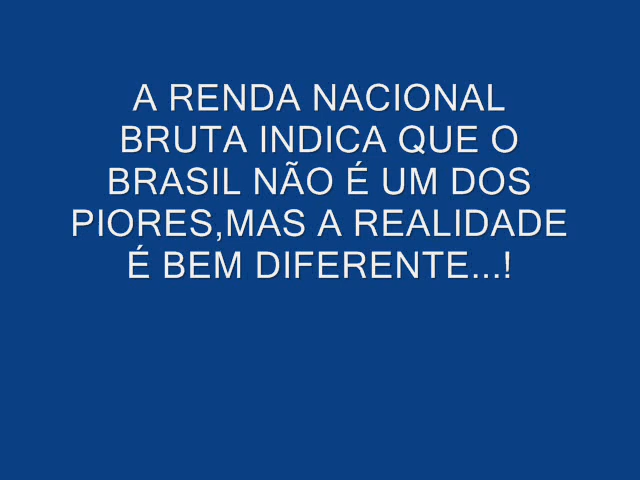 A RENDA NACIONAL
BRUTA INDICA QUE O
BRASIL NÃO É UM DOS
PIORES,MAS A REALIDADE
É BEM DIFERENTE...!